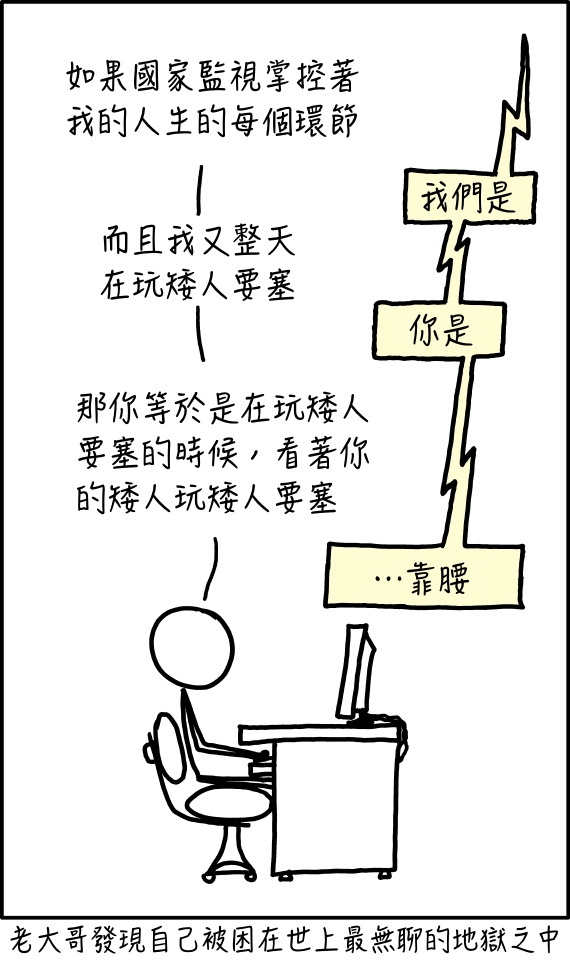 如果國家監視掌控著
我的人生的每個環節
而且我又整天
在玩矮人要塞
那你等於是在玩矮人
要塞的時候，看著你
的矮人玩矮人要塞
我們是
你是
…靠腰
老大哥發現自己被困在世上最無聊的地獄之中